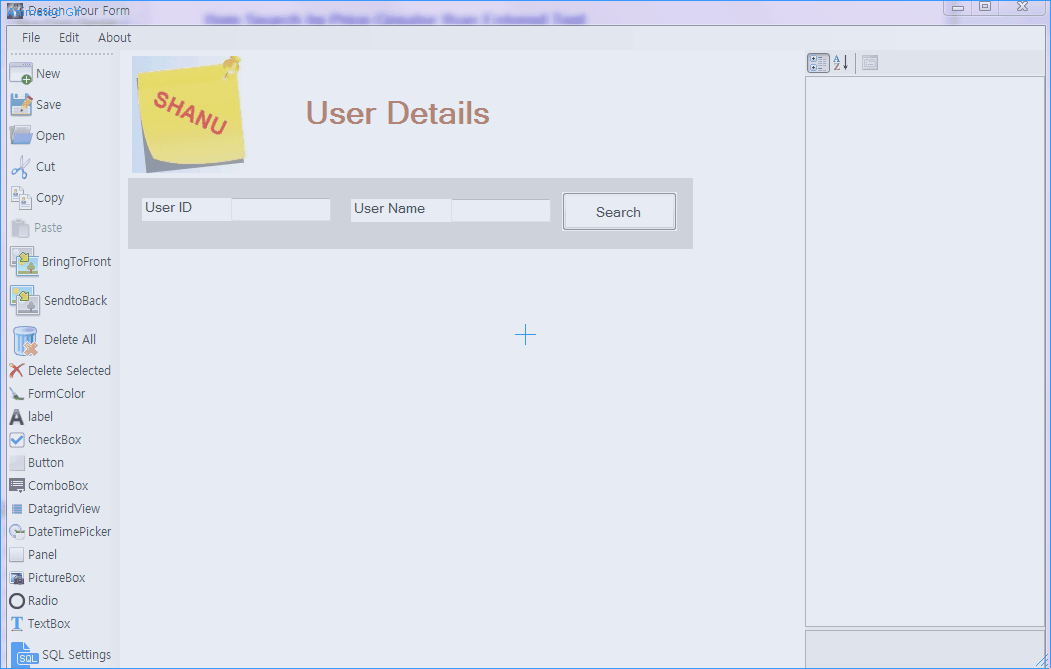 Design Your Form
File Edit About
New
Save
Open
Cut
Copy
Paste
BringToFront
SendtoBack
Delete All
Delete Selected
FormColor
label
CheckBox
Button
ComboBox
DatagridView
DateTimePicker
Panel
PictureBox
Radio
TextBox
SQL Settings
SQL
SHANU
User Details
User ID
User Name
Search
A
Z